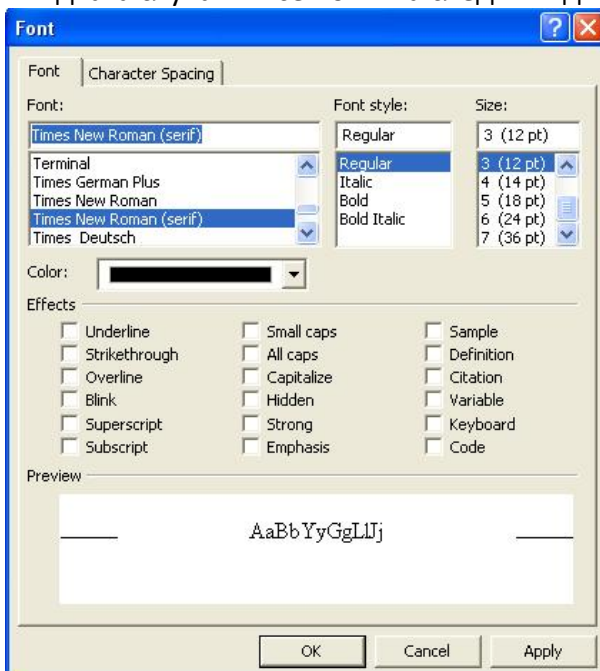 Font
Font Character Spacing
Font: Font style: Size:
Times New Roman (serif) Regular 3 (12 pt)
Terminal Regular 3 (12 pt)
Times German Plus Italic 4 (14 pt)
Times New Roman Bold 5 (18 pt)
Times New Roman (serif) Bold Italic 6 (24 pt)
Times Deutsch 7 (36 pt)
Color:
Effects
Underline Small caps Sample
Strikethrough All caps Definition
Overline Capitalize Citation
Blink Hidden Variable
Superscript Strong Keyboard
Subscript Emphasis Code
Preview
AaBbYyGgLlJj
OK Cancel Apply